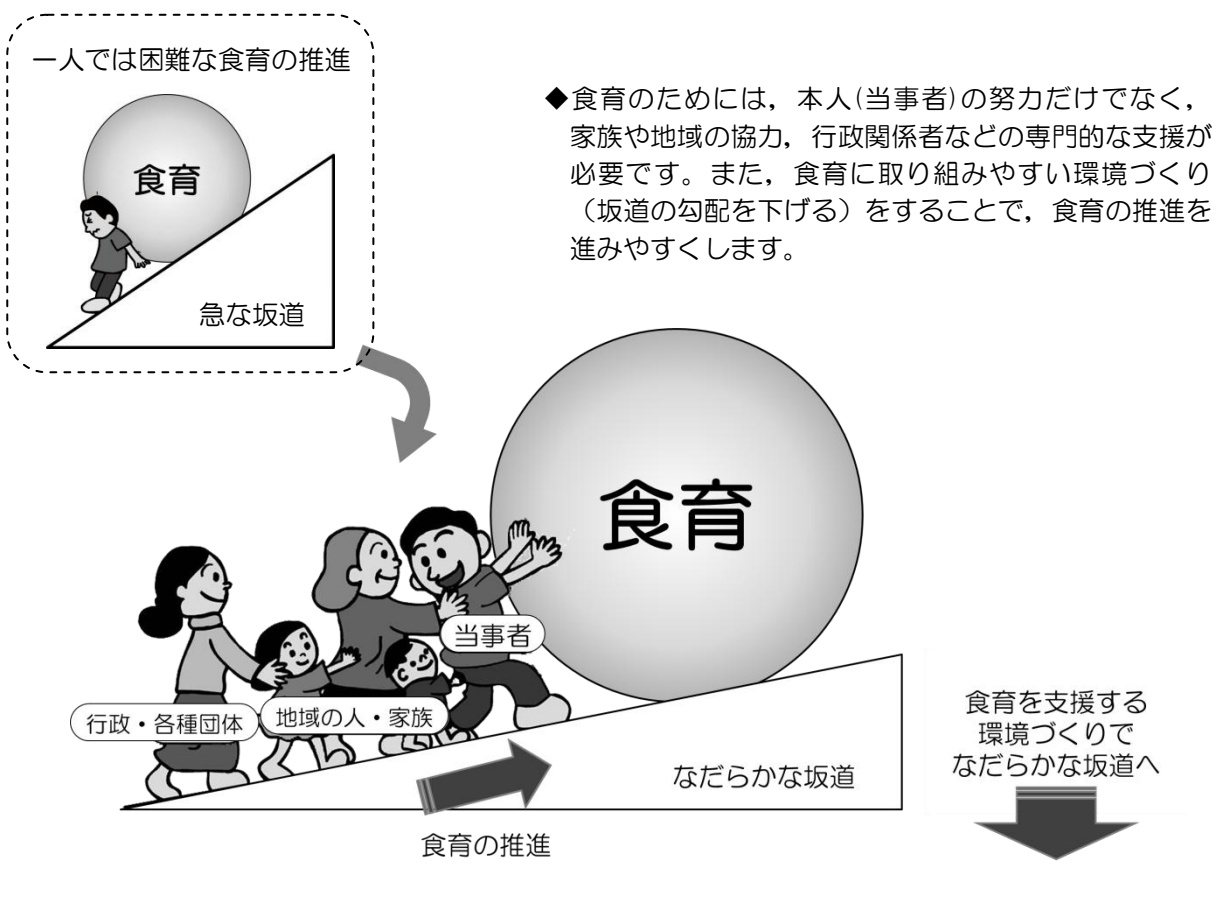 一人では困難な食育の推進
食育
急な坂道
◆食育のためには，本人(当事者)の努力だけでなく，
家族や地域の協力，行政関係者などの専門的な支援が
必要です。また，食育に取り組みやすい環境づくり
（坂道の勾配を下げる）をすることで，食育の推進を
進みやすくします。
食育
当事者
地域の人・家族
行政・各種団体
なだらかな坂道
食育の推進
食育を支援する
環境づくりで
なだらかな坂道へ